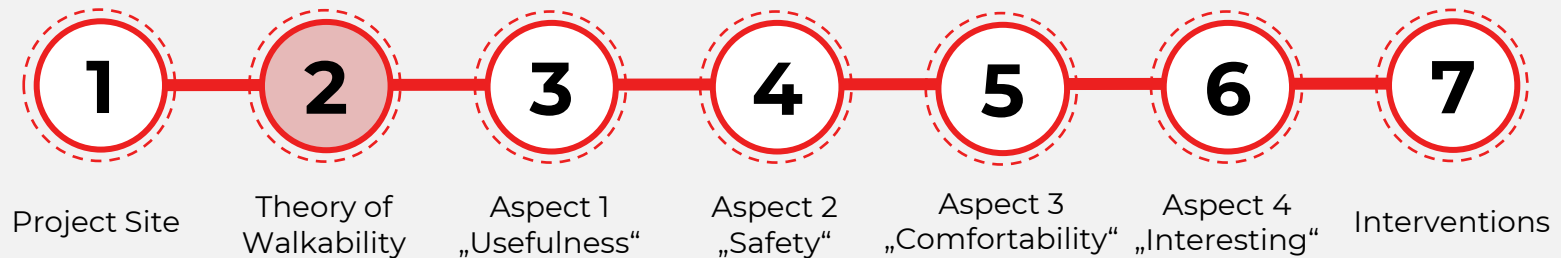 1
2
3
4
5
6
7
Project Site
Theory of
Walkability
Aspect 1
„Usefulness“
Aspect 2
„Safety“
Aspect 3
„Comfortability“
Aspect 4
„Interesting“
Interventions